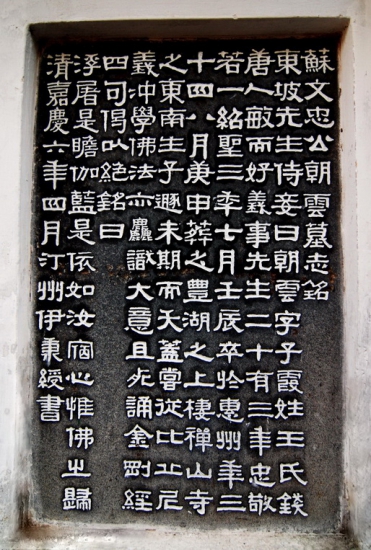 蘇文忠公朝雲墓志銘
東坡先生侍妾曰朝雲字子霞姓王氏錢
唐人敏而好義事先生二十有三年忠敬
若一紹聖三年七月壬辰卒於惠州年三
十四八月庚申葬之豐湖之上棲禪山寺
之東南生子遯未期而夭蓋嘗從比丘尼
義沖學佛法亦麤識大意且死誦金剛經
四句偈以絕銘曰
浮屠是瞻伽藍是依如汝宿心惟佛之歸
清嘉慶六年四月汀州伊秉綬書